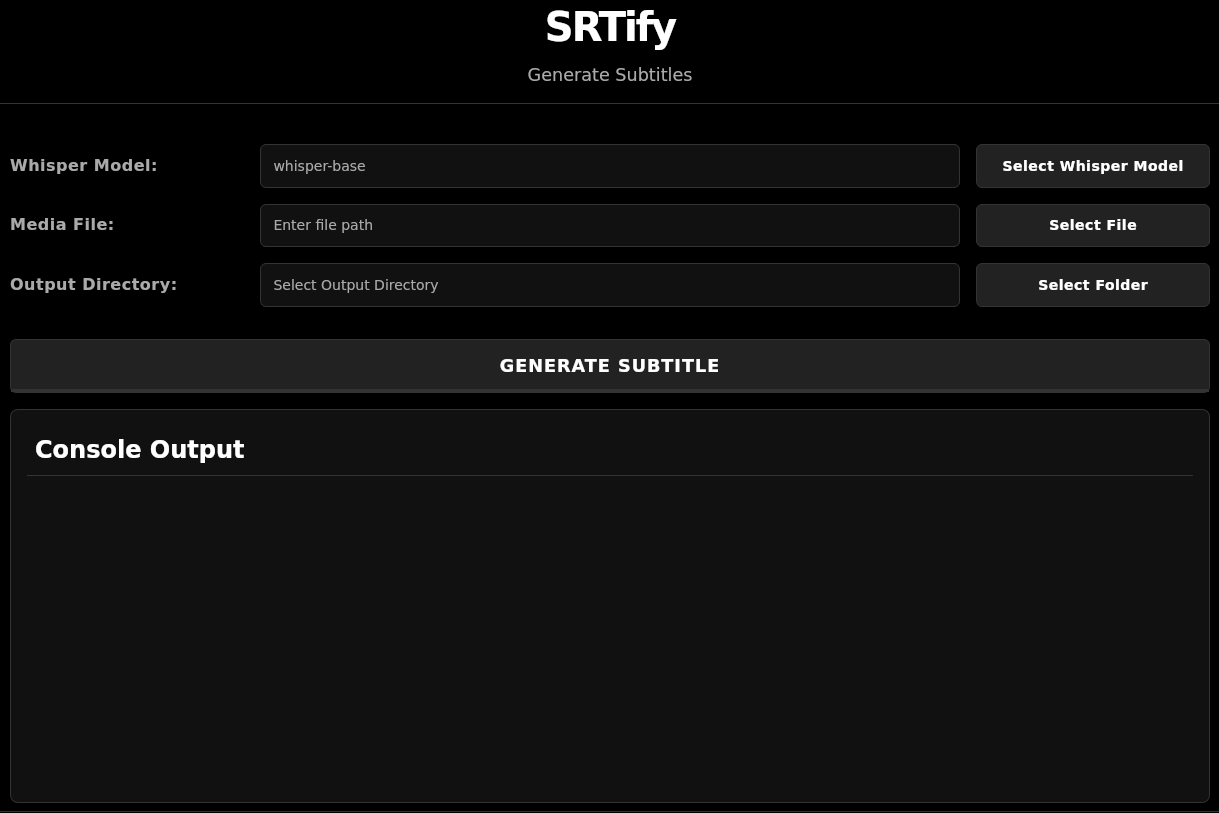 SRTify
Generate Subtitles
Whisper Model:
whisper-base
Select Whisper Model
Media File:
Enter file path
Select File
Output Directory:
Select Output Directory
Select Folder
GENERATE SUBTITLE
Console Output